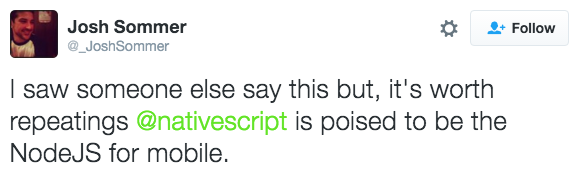 Josh Sommer
@_JoshSommer
Follow
I saw someone else say this but, it's worth
repeatings @nativescript is poised to be the
NodeJS for mobile.